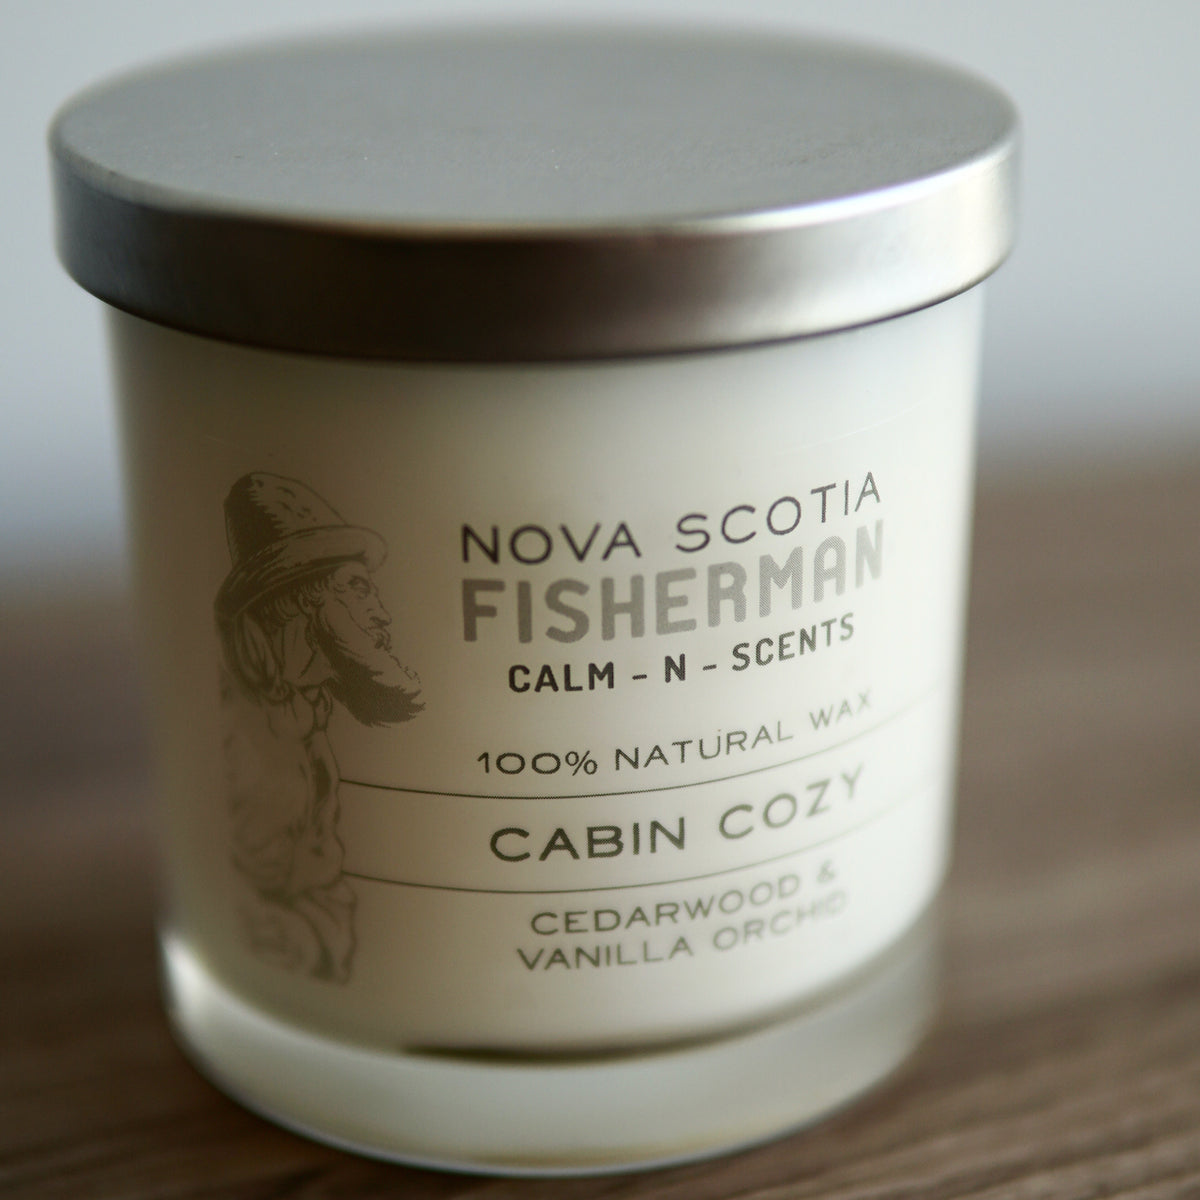 NOVA SCOTIA
FISHERMAN
CALM - N - SCENTS
100% NATURAL WAX
CABIN COZY
CEDARWOOD &
VANILLA ORCHID